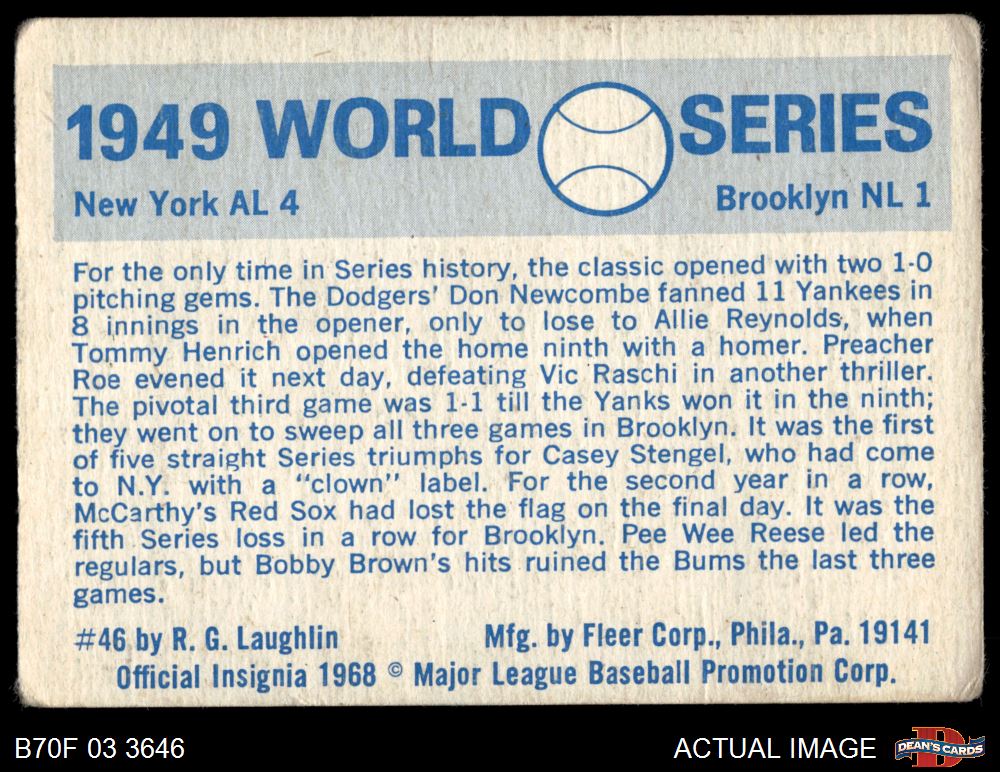 1949 WORLD SERIES
New York AL 4 Brooklyn NL 1
For the only time in Series history, the classic opened with two 1-0
pitching gems. The Dodgers' Don Newcombe fanned 11 Yankees in
8 innings in the opener, only to lose to Allie Reynolds, when
Tommy Henrich opened the home ninth with a homer. Preacher
Roe evened it next day, defeating Vic Raschi in another thriller.
The pivotal third game was 1-1 till the Yanks won it in the ninth;
they went on to sweep all three games in Brooklyn. It was the first
of five straight Series triumphs for Casey Stengel, who had come
to N.Y. with a "clown" label. For the second year in a row,
McCarthy's Red Sox had lost the flag on the final day. It was the
fifth Series loss in a row for Brooklyn. Pee Wee Reese led the
regulars, but Bobby Brown's hits ruined the Bums the last three
games.
#46 by R. G. Laughlin Mfg. by Fleer Corp., Phila., Pa. 19141
Official Insignia 1968 © Major League Baseball Promotion Corp.
B70F 03 3646 ACTUAL IMAGE DEAN'S CARDS